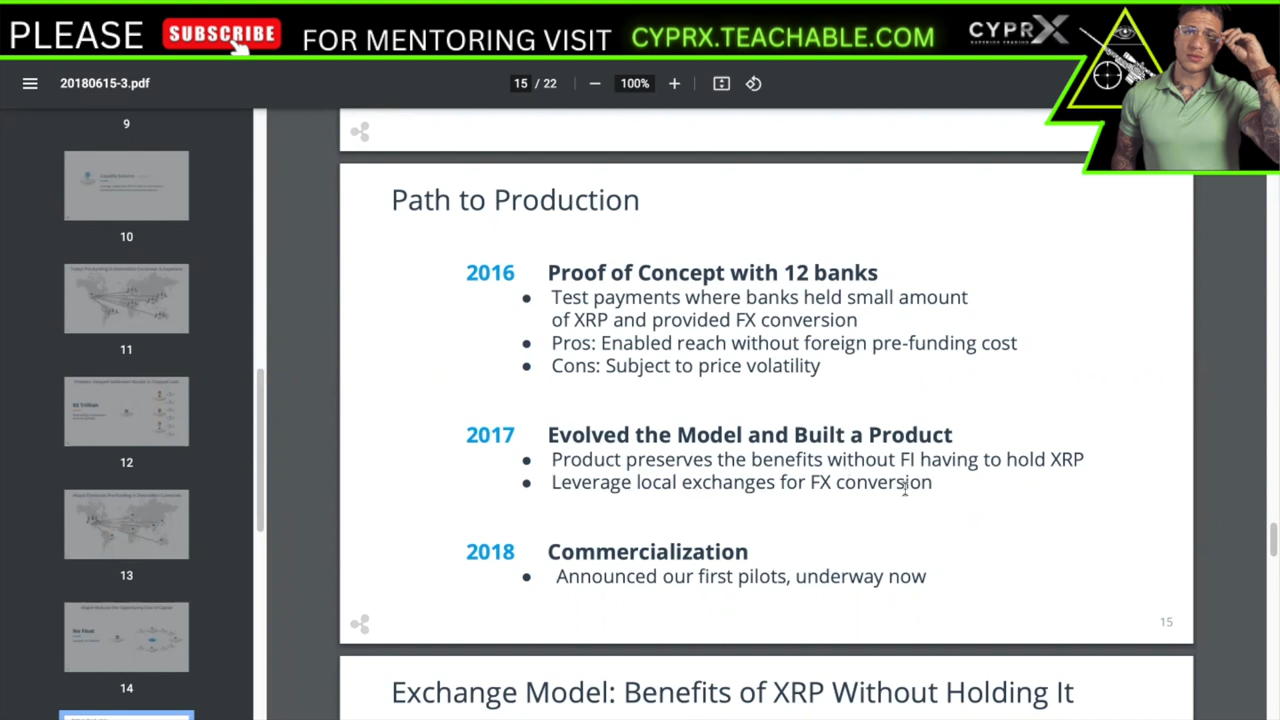 PLEASE SUBSCRIBE FOR MENTORING VISIT CYPRX.TEACHABLE.COM CYPRX
20180615-3.pdf 15 / 22 100%
9
10
11
12
13
14
Path to Production
2016 Proof of Concept with 12 banks
• Test payments where banks held small amount
of XRP and provided FX conversion
• Pros: Enabled reach without foreign pre-funding cost
• Cons: Subject to price volatility
2017 Evolved the Model and Built a Product
• Product preserves the benefits without FI having to hold XRP
• Leverage local exchanges for FX conversion
2018 Commercialization
• Announced our first pilots, underway now
15
Exchange Model: Benefits of XRP Without Holding It